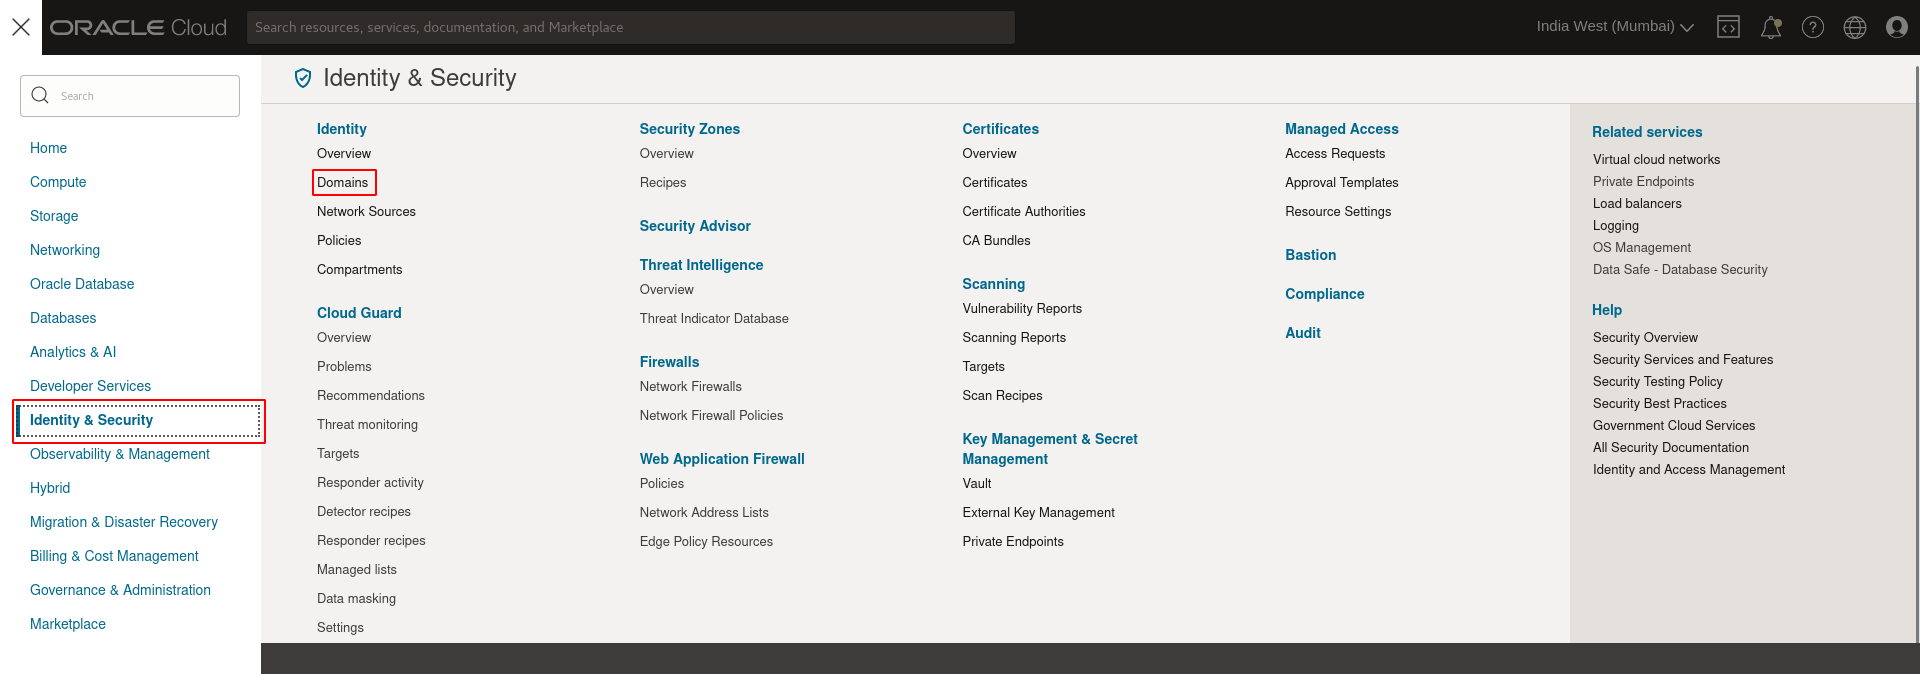 ORACLE Cloud
Search resources, services, documentation, and Marketplace
India West (Mumbai)
Search
Home
Compute
Storage
Networking
Oracle Database
Databases
Analytics & AI
Developer Services
Identity & Security
Observability & Management
Hybrid
Migration & Disaster Recovery
Billing & Cost Management
Governance & Administration
Marketplace
Identity & Security
Identity
Overview
Domains
Network Sources
Policies
Compartments
Cloud Guard
Overview
Problems
Recommendations
Threat monitoring
Targets
Responder activity
Detector recipes
Responder recipes
Managed lists
Data masking
Settings
Security Zones
Overview
Recipes
Security Advisor
Threat Intelligence
Overview
Threat Indicator Database
Firewalls
Network Firewalls
Network Firewall Policies
Web Application Firewall
Policies
Network Address Lists
Edge Policy Resources
Certificates
Overview
Certificates
Certificate Authorities
CA Bundles
Scanning
Vulnerability Reports
Scanning Reports
Targets
Scan Recipes
Key Management & Secret
Management
Vault
External Key Management
Private Endpoints
Managed Access
Access Requests
Approval Templates
Resource Settings
Bastion
Compliance
Audit
Related services
Virtual cloud networks
Private Endpoints
Load balancers
Logging
OS Management
Data Safe - Database Security
Help
Security Overview
Security Services and Features
Security Testing Policy
Security Best Practices
Government Cloud Services
All Security Documentation
Identity and Access Management